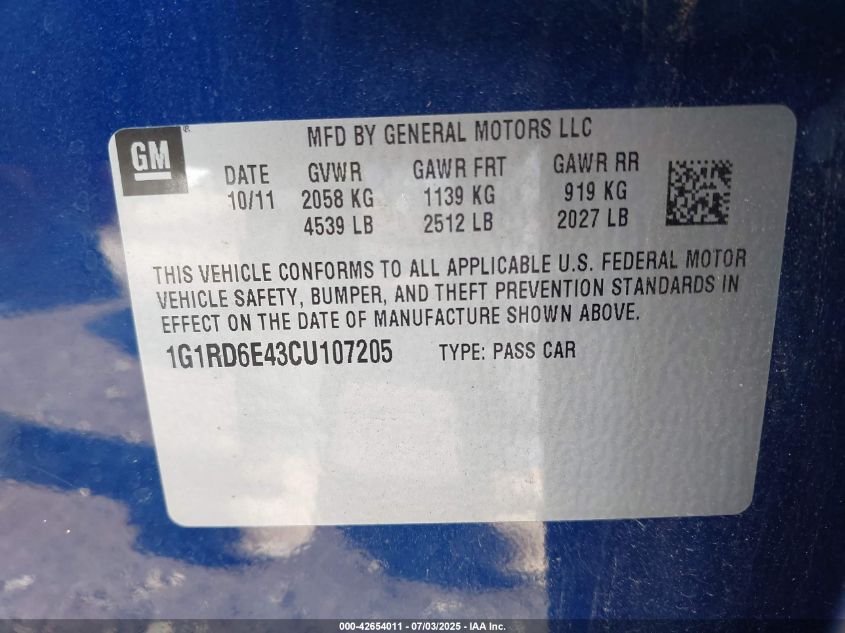 GM
MFD BY GENERAL MOTORS LLC
DATE GVWR GAWR FRT GAWR RR
10/11 2058 KG 1139 KG 919 KG
4539 LB 2512 LB 2027 LB
THIS VEHICLE CONFORMS TO ALL APPLICABLE U.S. FEDERAL MOTOR
VEHICLE SAFETY, BUMPER, AND THEFT PREVENTION STANDARDS IN
EFFECT ON THE DATE OF MANUFACTURE SHOWN ABOVE.
1G1RD6E43CU107205 TYPE: PASS CAR
000-42654011 - 07/03/2025 - IAA Inc.